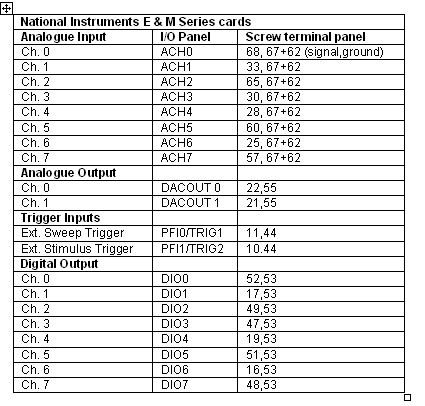 National Instruments E & M Series cards
Analogue Input I/O Panel Screw terminal panel
Ch. 0 ACH0 68, 67+62 (signal,ground)
Ch. 1 ACH1 33, 67+62
Ch. 2 ACH2 65, 67+62
Ch. 3 ACH3 30, 67+62
Ch. 4 ACH4 28, 67+62
Ch. 5 ACH5 60, 67+62
Ch. 6 ACH6 25, 67+62
Ch. 7 ACH7 57, 67+62
Analogue Output
Ch. 0 DACOUT 0 22,55
Ch. 1 DACOUT 1 21,55
Trigger Inputs
Ext. Sweep Trigger PFI0/TRIG1 11,44
Ext. Stimulus Trigger PFI1/TRIG2 10.44
Digital Output
Ch. 0 DIO0 52,53
Ch. 1 DIO1 17,53
Ch. 2 DIO2 49,53
Ch. 3 DIO3 47,53
Ch. 4 DIO4 19,53
Ch. 5 DIO5 51,53
Ch. 6 DIO6 16,53
Ch. 7 DIO7 48,53